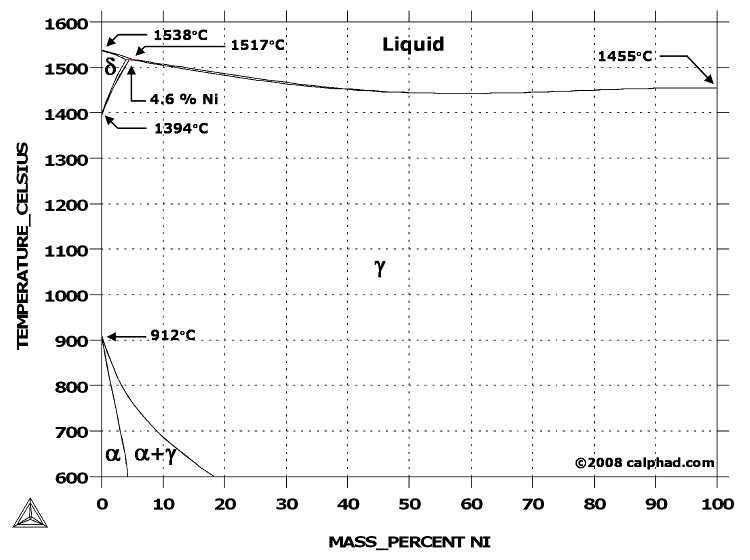 1600
1538°C
1517°C
Liquid
1455°C
1500
δ
4.6 % Ni
1400
1394°C
1300
1200
1100
γ
1000
912°C
900
800
700
α
α+γ
©2008 calphad.com
600
0
10
20
30
40
50
60
70
80
90
100
TEMPERATURE_CELSIUS
MASS_PERCENT NI